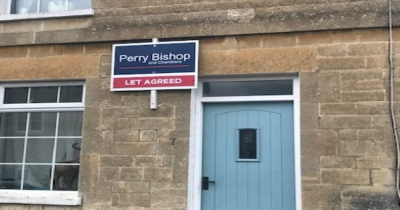 Perry Bishop
and Chambers
LET AGREED